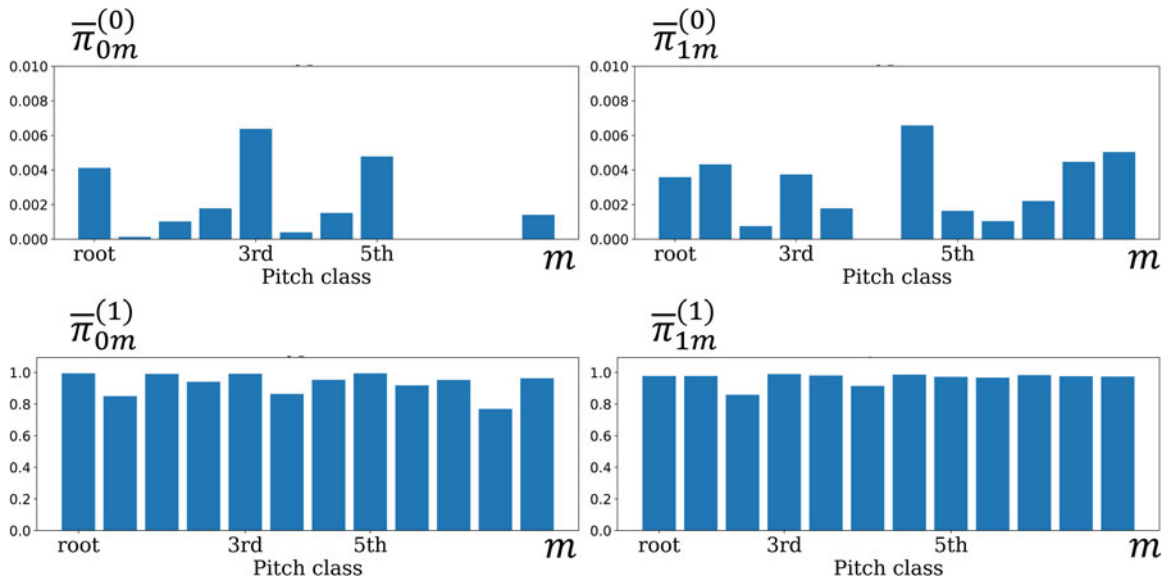 π̅₀ₘ⁽⁰⁾
0.010
0.008
0.006
0.004
0.002
0.000
root 3rd 5th m
Pitch class
π̅₁ₘ⁽⁰⁾
0.010
0.008
0.006
0.004
0.002
0.000
root 3rd 5th m
Pitch class
π̅₀ₘ⁽¹⁾
1.0
0.8
0.6
0.4
0.2
0.0
root 3rd 5th m
Pitch class
π̅₁ₘ⁽¹⁾
1.0
0.8
0.6
0.4
0.2
0.0
root 3rd 5th m
Pitch class